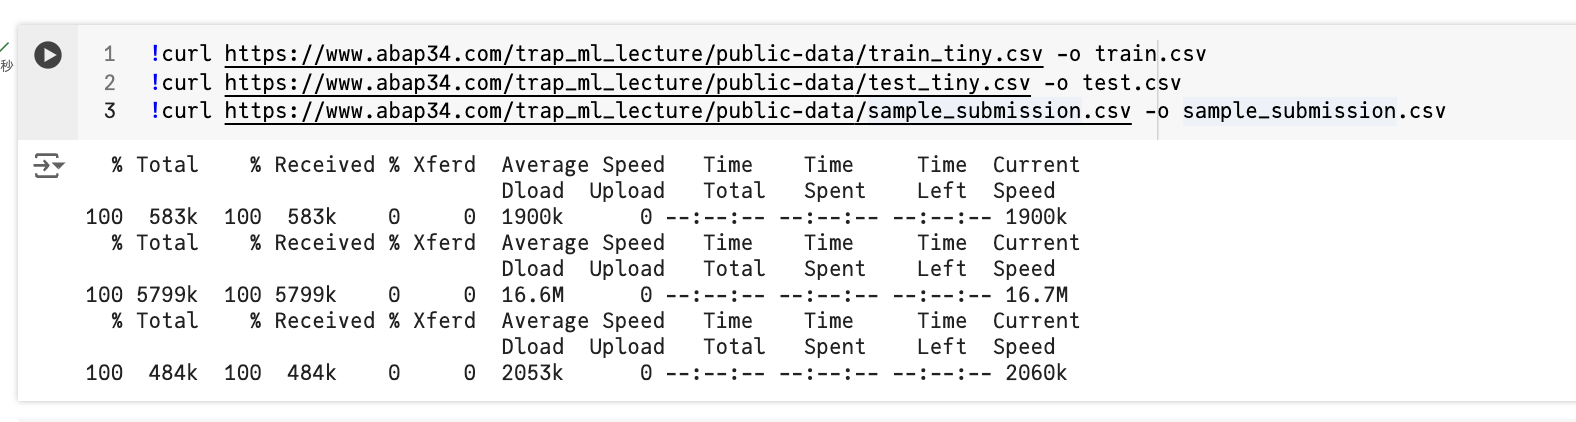 秒
1 !curl https://www.abap34.com/trap_ml_lecture/public-data/train_tiny.csv -o train.csv
2 !curl https://www.abap34.com/trap_ml_lecture/public-data/test_tiny.csv -o test.csv
3 !curl https://www.abap34.com/trap_ml_lecture/public-data/sample_submission.csv -o sample_submission.csv
% Total % Received % Xferd Average Speed Time Time Time Current
Dload Upload Total Spent Left Speed
100 583k 100 583k 0 0 1900k 0 --:--:-- --:--:-- --:--:-- 1900k
% Total % Received % Xferd Average Speed Time Time Time Current
Dload Upload Total Spent Left Speed
100 5799k 100 5799k 0 0 16.6M 0 --:--:-- --:--:-- --:--:-- 16.7M
% Total % Received % Xferd Average Speed Time Time Time Current
Dload Upload Total Spent Left Speed
100 484k 100 484k 0 0 2053k 0 --:--:-- --:--:-- --:--:-- 2060k